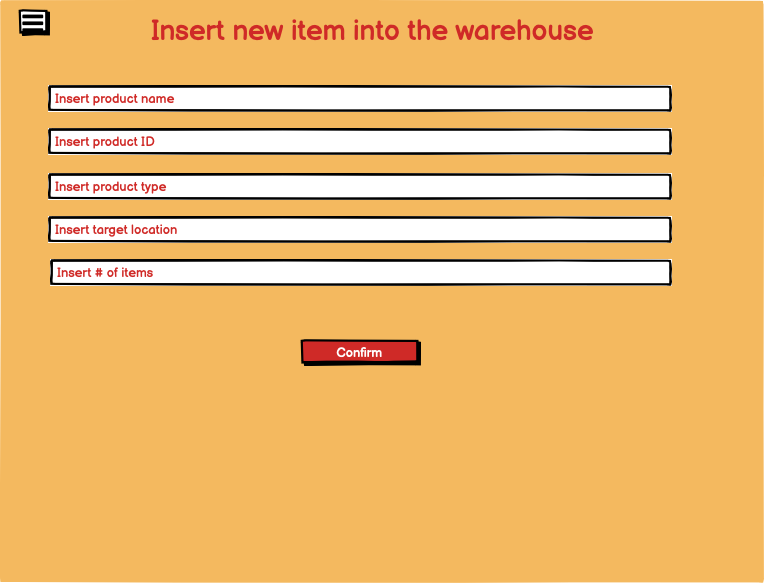 Insert new item into the warehouse
Insert product name
Insert product ID
Insert product type
Insert target location
Insert # of items
Confirm